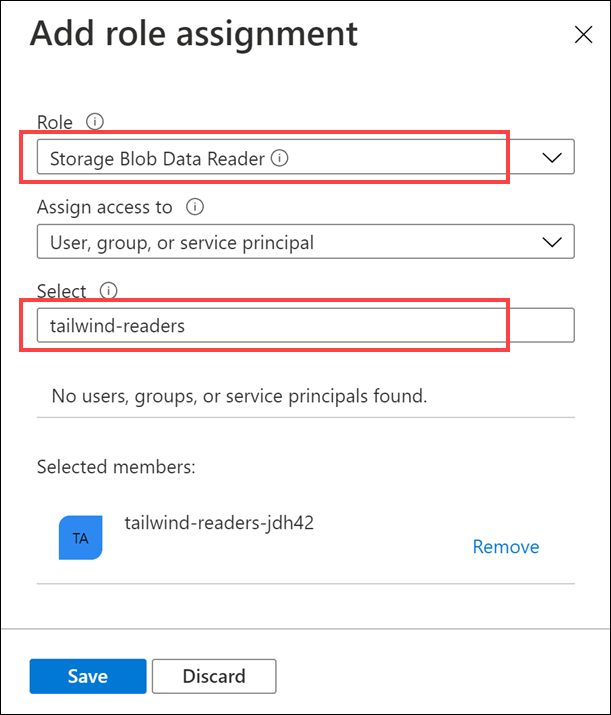 Add role assignment
Role
Storage Blob Data Reader
Assign access to
User, group, or service principal
Select
tailwind-readers
No users, groups, or service principals found.
Selected members:
TA
tailwind-readers-jdh42
Remove
Save
Discard